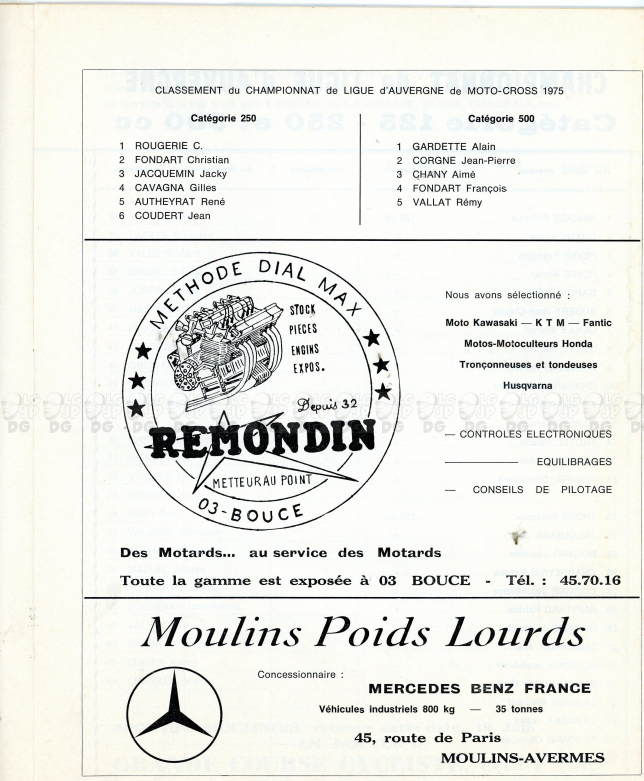 CLASSEMENT du CHAMPIONNAT de LIGUE d'AUVERGNE de MOTO-CROSS 1975
Catégorie 250
1 ROUGERIE C.
2 FONDART Christian
3 JACQUEMIN Jacky
4 CAVAGNA Gilles
5 AUTHEYRAT René
6 COUDERT Jean
Catégorie 500
1 GARDETTE Alain
2 CORGNE Jean-Pierre
3 CHANY Aimé
4 FONDART François
5 VALLAT Rémy
METHODE DIAL MAX
STOCK
PIECES
ENGINS
EXPOS.
Depuis 32
REMONDIN
METTEUR AU POINT
03-BOUCE
Nous avons sélectionné :
Moto Kawasaki — K T M — Fantic
Motos-Motoculteurs Honda
Tronçonneuses et tondeuses
Husqvarna
— CONTROLES ELECTRONIQUES
EQUILIBRAGES
— CONSEILS DE PILOTAGE
Des Motards... au service des Motards
Toute la gamme est exposée à 03 BOUCE - Tél. : 45.70.16
Moulins Poids Lourds
Concessionnaire :
MERCEDES BENZ FRANCE
Véhicules industriels 800 kg — 35 tonnes
45, route de Paris
MOULINS-AVERMES